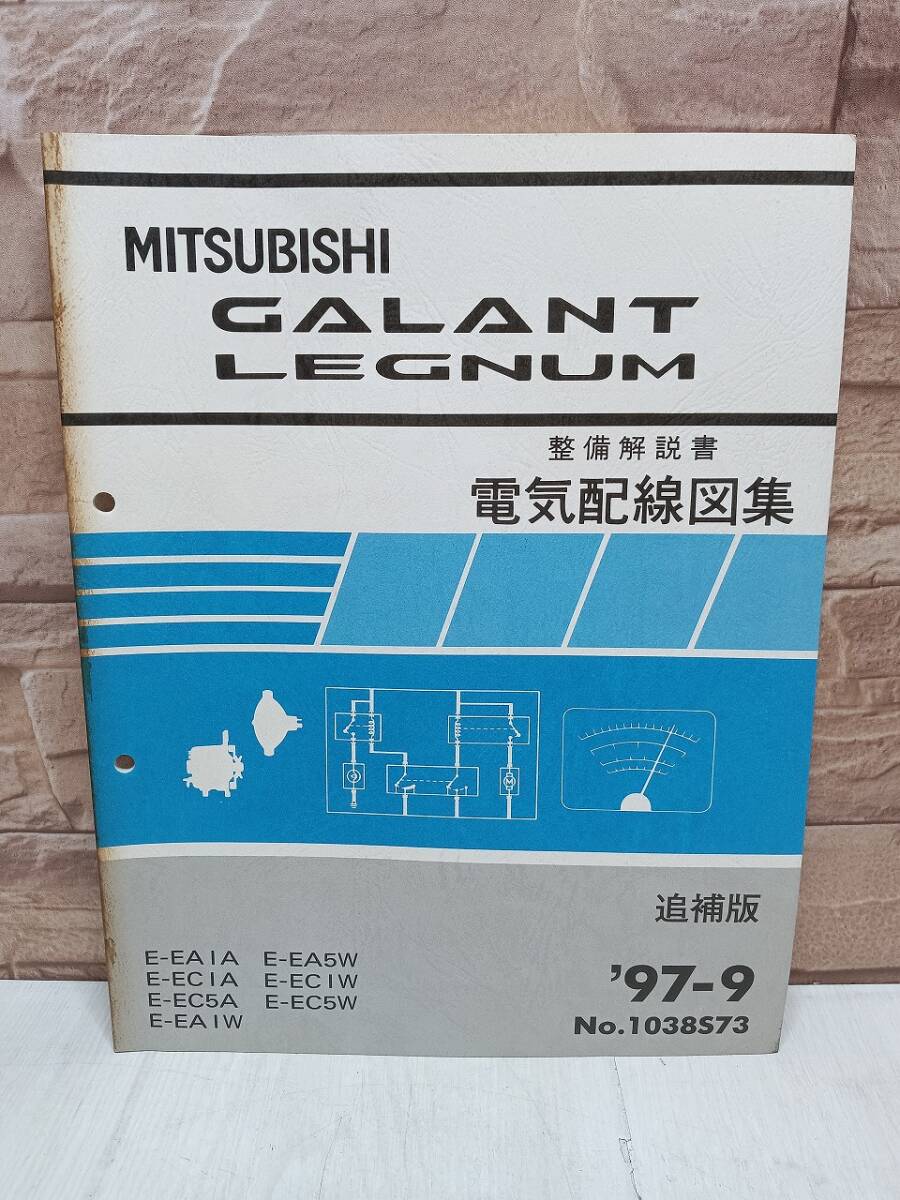 MITSUBISHI
GALANT
LEGNUM
整備解説書
電気配線図集
M
追補版
E-EA1A E-EA5W
E-EC1A E-EC1W
E-EC5A E-EC5W
E-EA1W
'97-9
No.1038S73